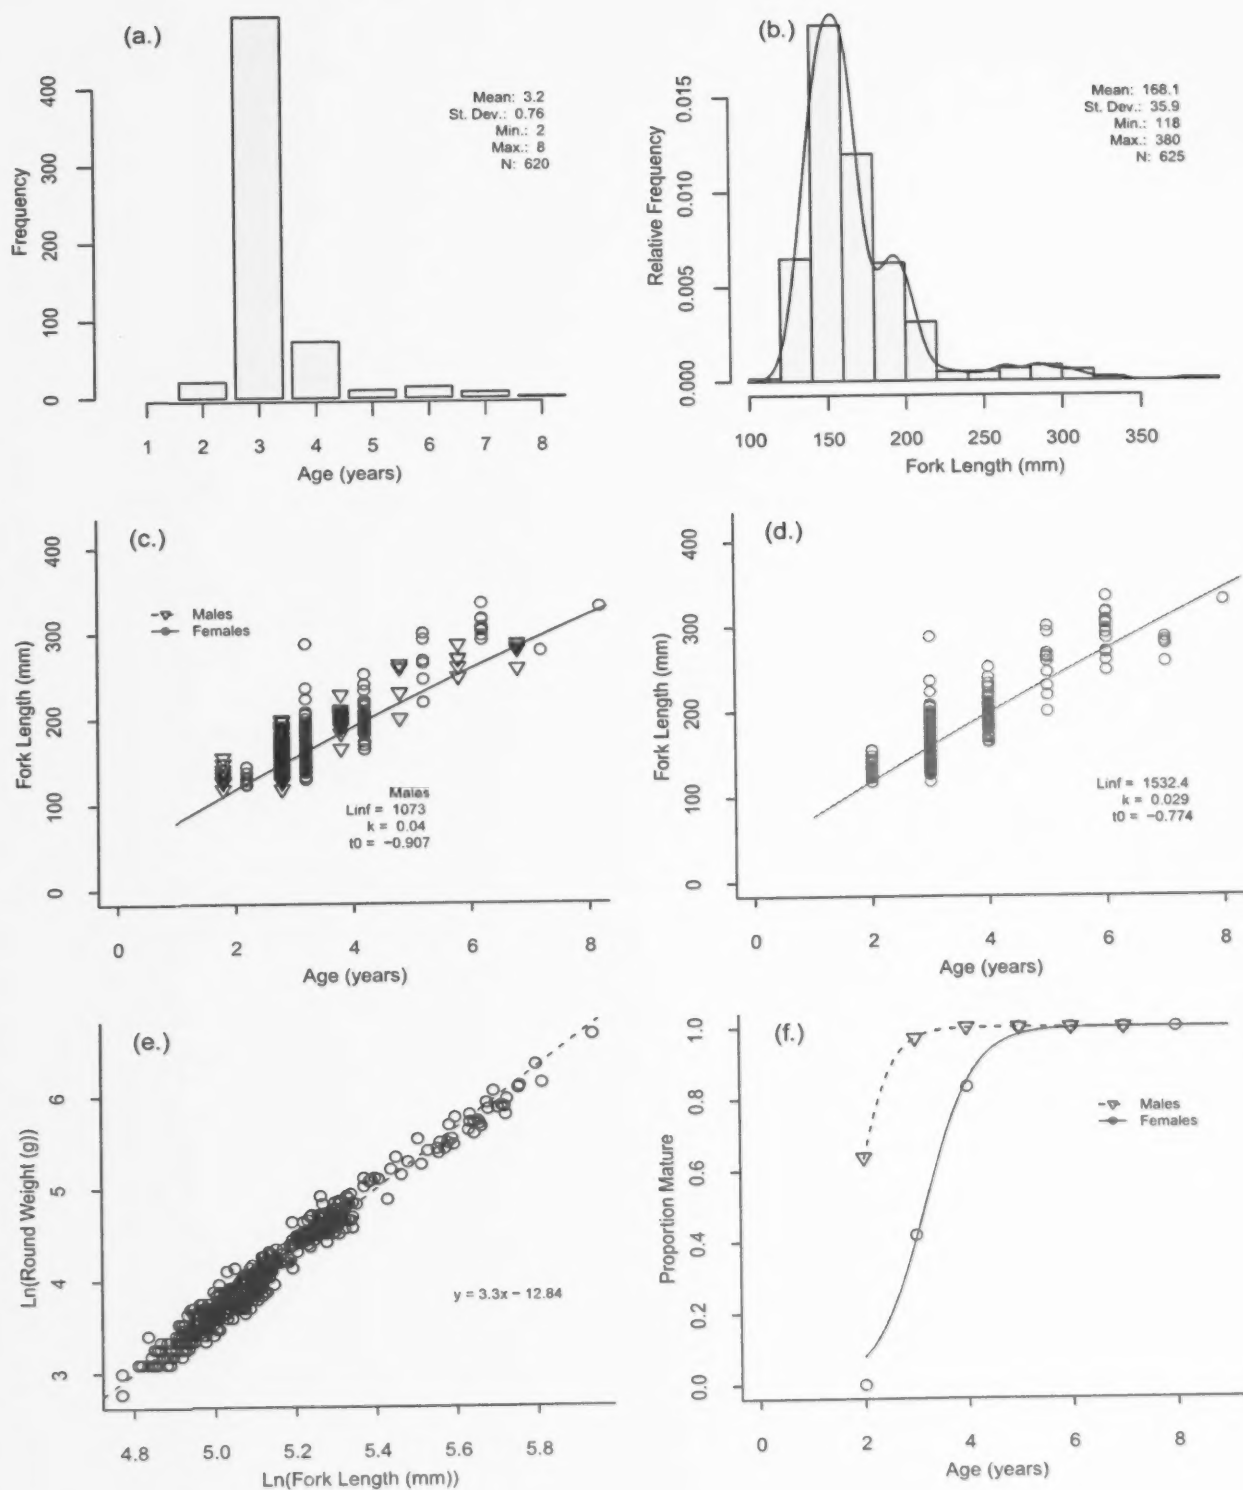 (a.)
Mean: 3.2
St. Dev.: 0.76
Min.: 2
Max.: 8
N: 620
Frequency
0 100 200 300 400
1 2 3 4 5 6 7 8
Age (years)
(b.)
Mean: 168.1
St. Dev.: 35.9
Min.: 118
Max.: 380
N: 625
Relative Frequency
0.000 0.005 0.010 0.015
100 150 200 250 300 350
Fork Length (mm)
(c.)
Males
Females
Fork Length (mm)
0 100 200 300 400
Males
Linf = 1073
k = 0.04
t0 = −0.907
0 2 4 6 8
Age (years)
(d.)
Fork Length (mm)
0 100 200 300 400
Linf = 1532.4
k = 0.029
t0 = −0.774
0 2 4 6 8
Age (years)
(e.)
Ln(Round Weight (g))
3 4 5 6
y = 3.3x − 12.84
4.8 5.0 5.2 5.4 5.6 5.8
Ln(Fork Length (mm))
(f.)
Males
Females
Proportion Mature
0.0 0.2 0.4 0.6 0.8 1.0
0 2 4 6 8
Age (years)